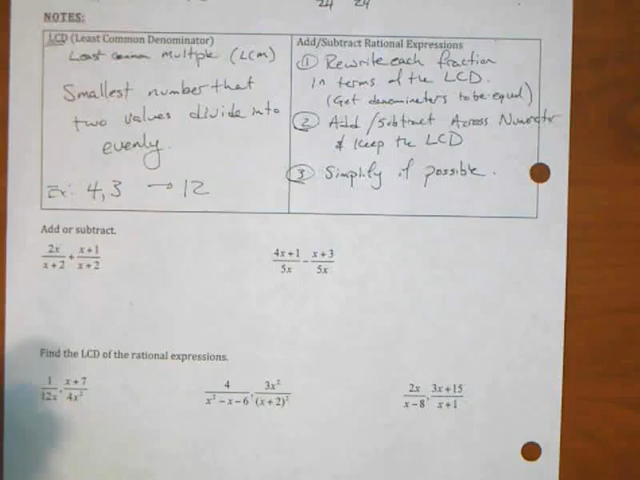 24 24
NOTES:
LCD (Least Common Denominator)
Least common Multiple (LCM)
Smallest number that
two values divide into
evenly.
Ex: 4, 3 → 12
Add/Subtract Rational Expressions
① Rewrite each fraction
in terms of the LCD.
(Get denominators to be equal)
② Add/Subtract Across Numerator
& Keep the LCD
③ Simplify if possible.
Add or subtract.
2x/(x+2) + (x+1)/(x+2)
(4x+1)/5x − (x+3)/5x
Find the LCD of the rational expressions.
1/12x, (x+7)/4x²
4/(x²−x−6), 3x²/(x+2)²
2x/(x−8), (3x+15)/(x+1)